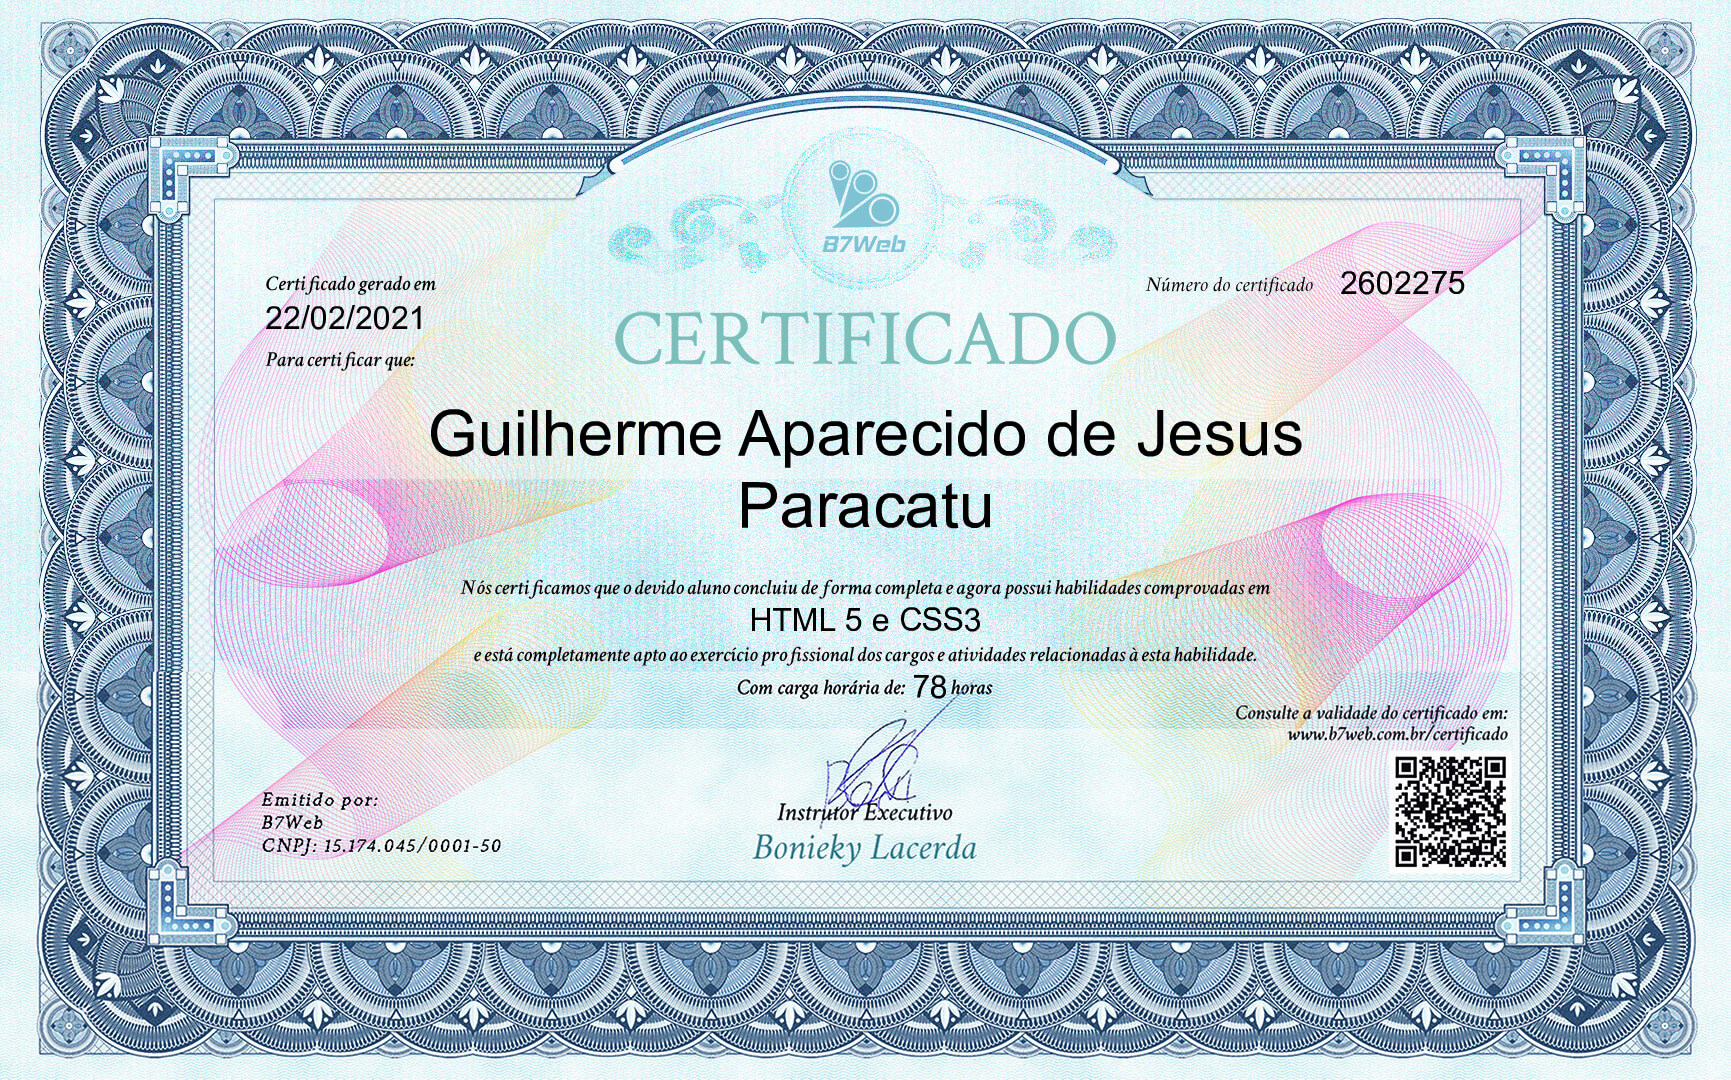 B7Web
Certificado gerado em
22/02/2021
Número do certificado 2602275
CERTIFICADO
Para certificar que:
Guilherme Aparecido de Jesus
Paracatu
Nós certificamos que o devido aluno concluiu de forma completa e agora possui habilidades comprovadas em
HTML 5 e CSS3
e está completamente apto ao exercício profissional dos cargos e atividades relacionadas à esta habilidade.
Com carga horária de: 78 horas
Consulte a validade do certificado em:
www.b7web.com.br/certificado
Emitido por:
B7Web
CNPJ: 15.174.045/0001-50
Instrutor Executivo
Bonieky Lacerda